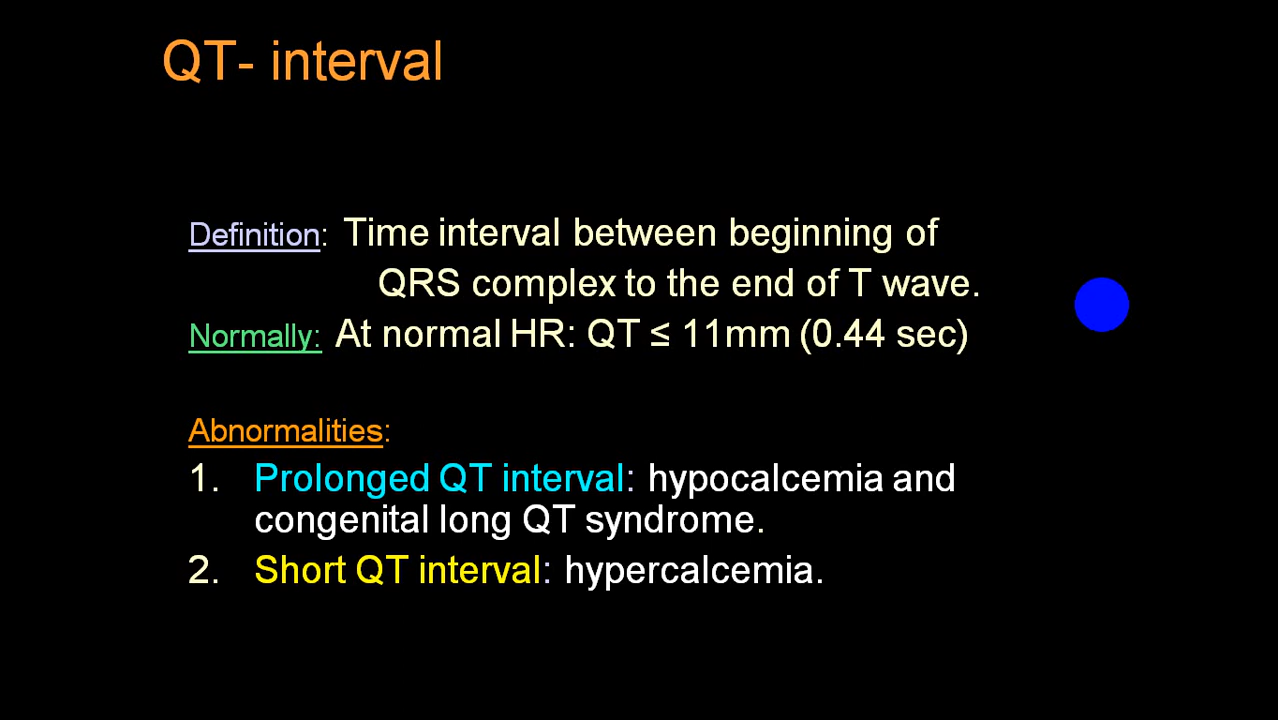 QT- interval
Definition: Time interval between beginning of
QRS complex to the end of T wave.
Normally: At normal HR: QT ≤ 11mm (0.44 sec)
Abnormalities:
1. Prolonged QT interval: hypocalcemia and
congenital long QT syndrome.
2. Short QT interval: hypercalcemia.